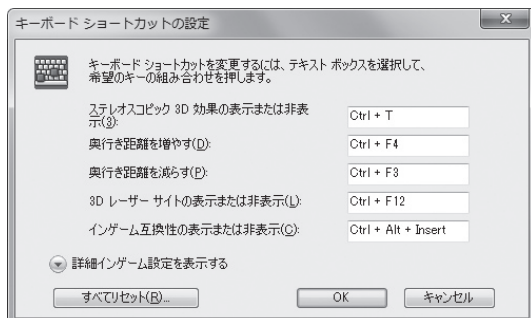 キーボード ショートカットの設定
キーボード ショートカットを変更するには、テキスト ボックスを選択して、
希望のキーの組み合わせを押します。
ステレオスコピック 3D 効果の表示または非表
示(3):
Ctrl + T
奥行き距離を増やす(D):
Ctrl + F4
奥行き距離を減らす(P):
Ctrl + F3
3D レーザー サイトの表示または非表示(L):
Ctrl + F12
インゲーム互換性の表示または非表示(C):
Ctrl + Alt + Insert
詳細インゲーム設定を表示する
すべてリセット(R)...
OK
キャンセル